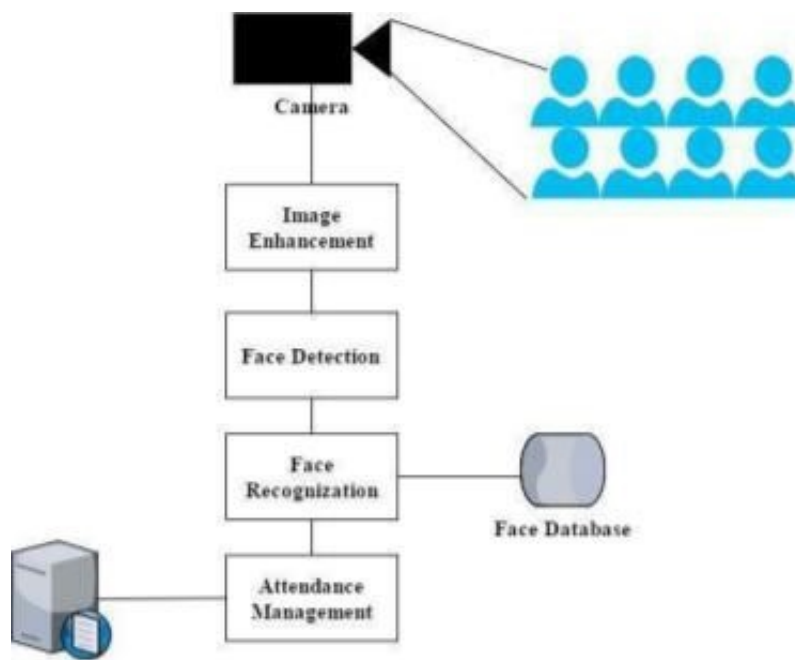 Camera
Image
Enhancement
Face Detection
Face
Recognization
Face Database
Attendance
Management